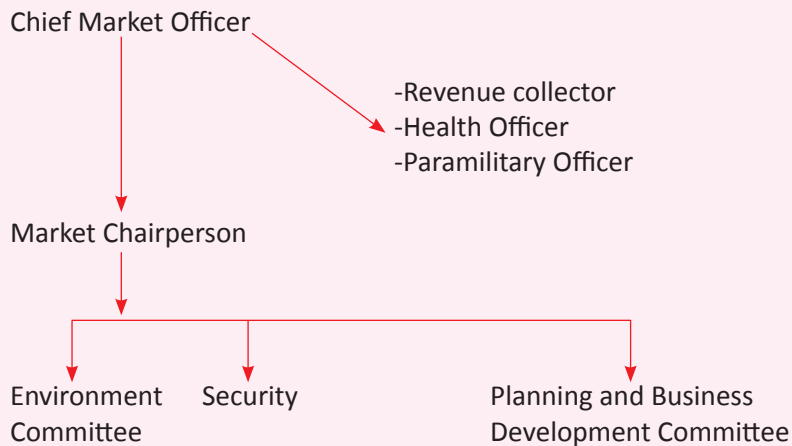 Chief Market Officer
-Revenue collector
-Health Officer
-Paramilitary Officer
Market Chairperson
Environment
Committee
Security
Planning and Business
Development Committee